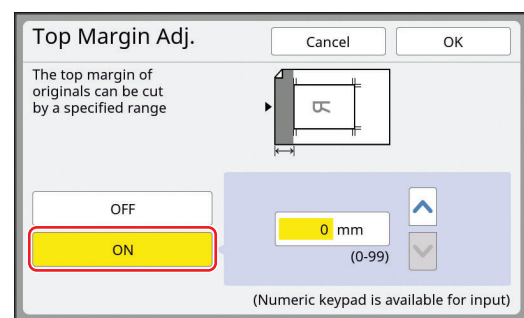 Top Margin Adj.
Cancel
OK
The top margin of
originals can be cut
by a specified range
R
OFF
ON
0 mm
(0-99)
(Numeric keypad is available for input)